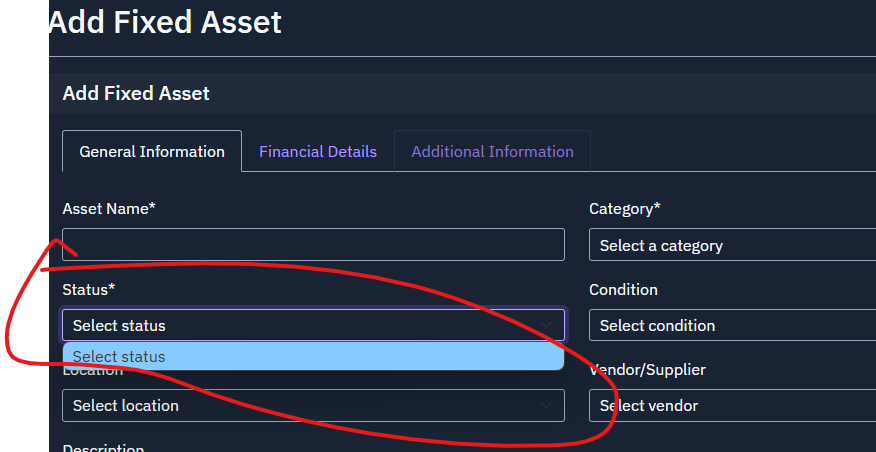 Add Fixed Asset
Add Fixed Asset
General Information Financial Details Additional Information
Asset Name* Category*
Select a category
Status* Condition
Select status Select condition
Select status
Location Vendor/Supplier
Select location Select vendor
Description